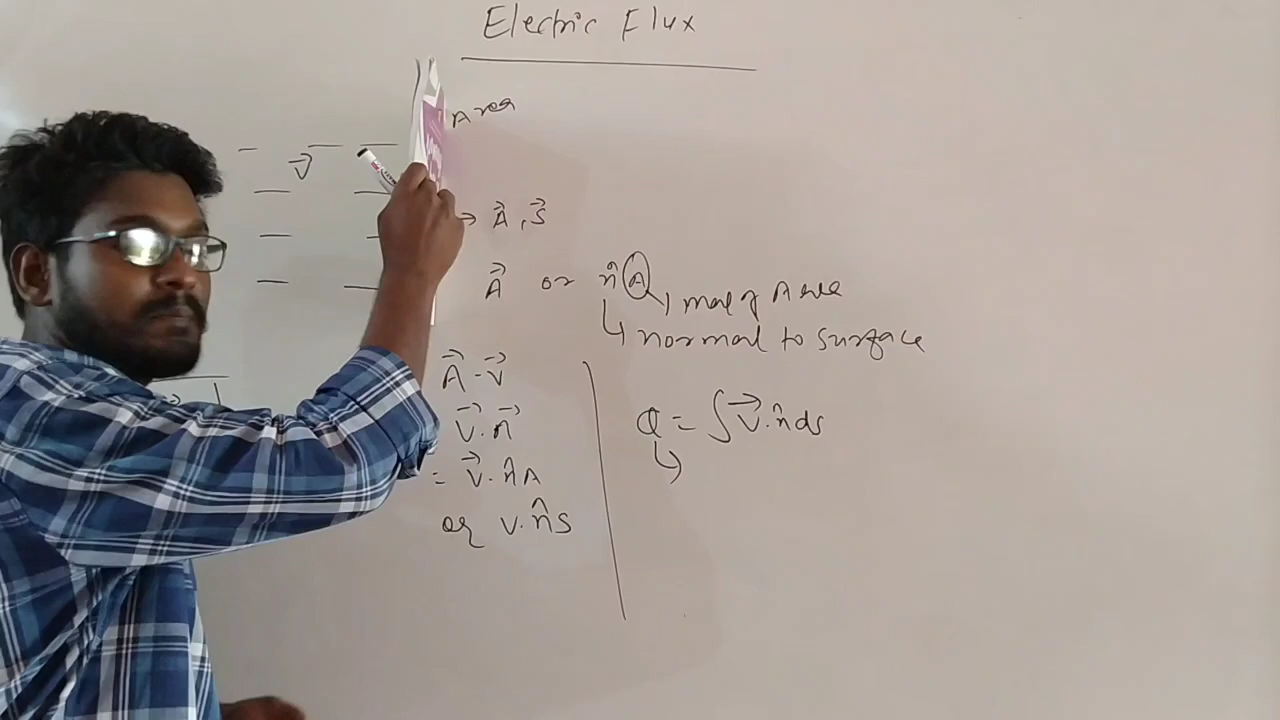 Electric Flux
Area
v⃗
→ A⃗, S⃗
A⃗ or n̂ A
↳ mag of Area
↳ normal to surface
A⃗ · v⃗
v⃗ · n⃗
= v⃗ · n̂ A
or v · n̂ s
Q = ∫ v⃗ · n̂ ds